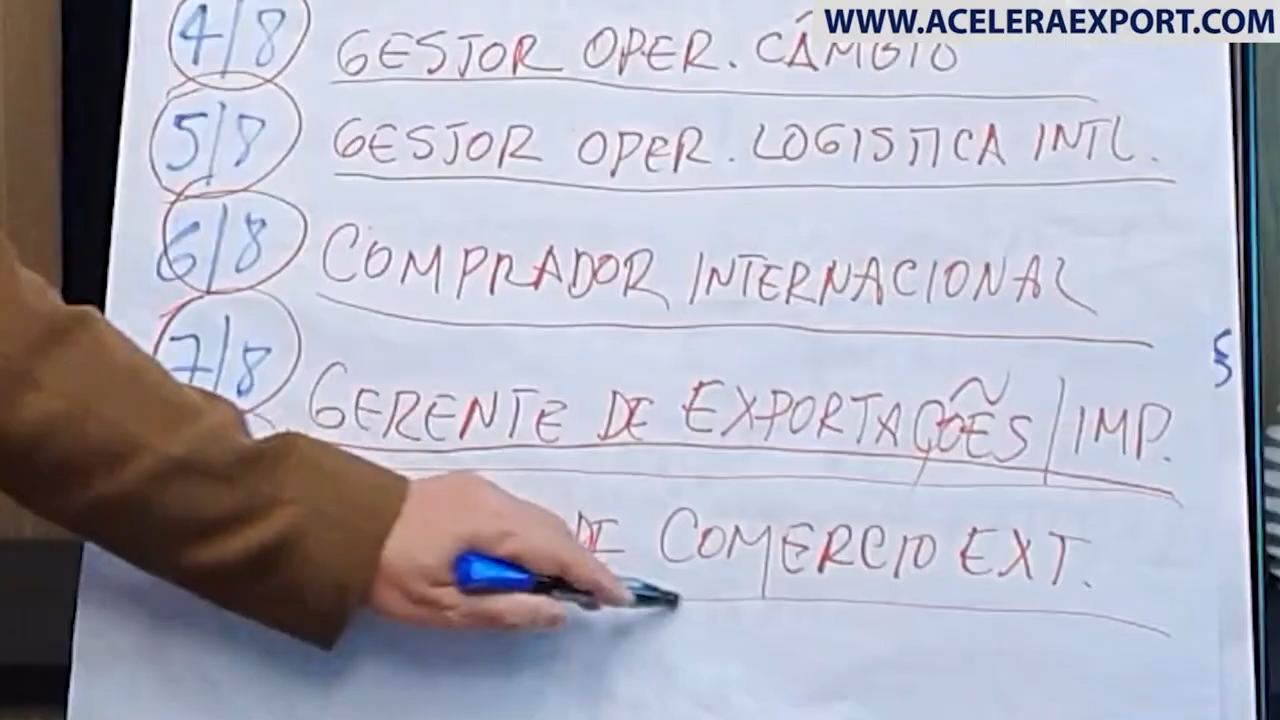 WWW.ACELERAEXPORT.COM
4/8 GESTOR OPER. CÂMBIO
5/8 GESTOR OPER. LOGISTICA INTL.
6/8 COMPRADOR INTERNACIONAL
7/8 GERENTE DE EXPORTAÇÕES/IMP.
DE COMERCIO EXT.